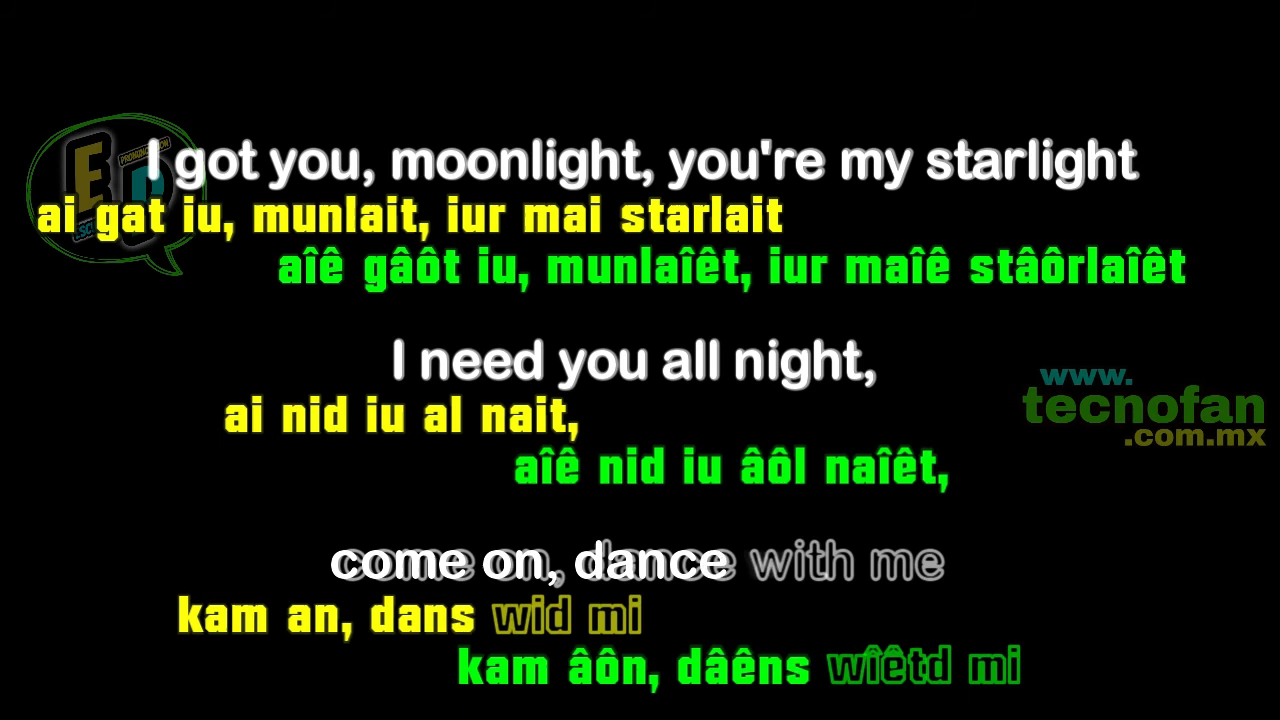 I got you, moonlight, you're my starlight
ai gat iu, munlait, iur mai starlait
aîê gâôt iu, munlaîêt, iur maîê stâôrlaîêt
I need you all night,
ai nid iu al nait,
aîê nid iu âôl naîêt,
www.
tecnofan
.com.mx
come on, dance with me
kam an, dans wid mi
kam âôn, dâêns wîêtd mi